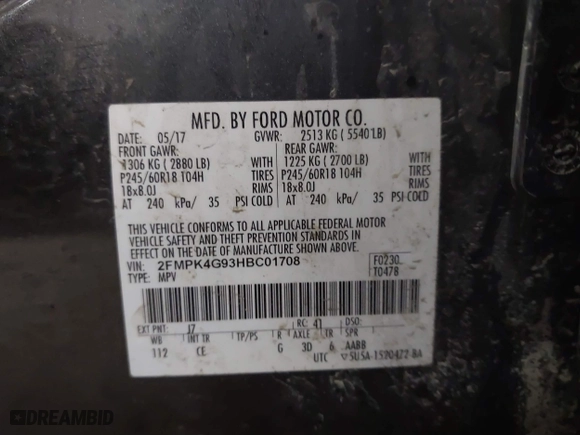 MFD. BY FORD MOTOR CO.
DATE: 05/17 GVWR: 2513 KG ( 5540 LB)
FRONT GAWR: REAR GAWR:
1306 KG ( 2880 LB) WITH 1225 KG ( 2700 LB) WITH
P245/60R18 104H TIRES P245/60R18 104H TIRES
18x8.0J RIMS 18x8.0J RIMS
AT 240 kPa/ 35 PSI COLD AT 240 kPa/ 35 PSI COLD
THIS VEHICLE CONFORMS TO ALL APPLICABLE FEDERAL MOTOR
VEHICLE SAFETY AND THEFT PREVENTION STANDARDS IN
EFFECT ON THE DATE OF MANUFACTURE SHOWN ABOVE.
VIN: 2FMPK4G93HBC01708 F0230
TYPE: MPV T0478
EXT PNT: J7 RC: 41 DSO:
WB INT TR TP/PS R AXLE TR SPR
112 CE G 3D 6 AABB
UTC
DREAMBID